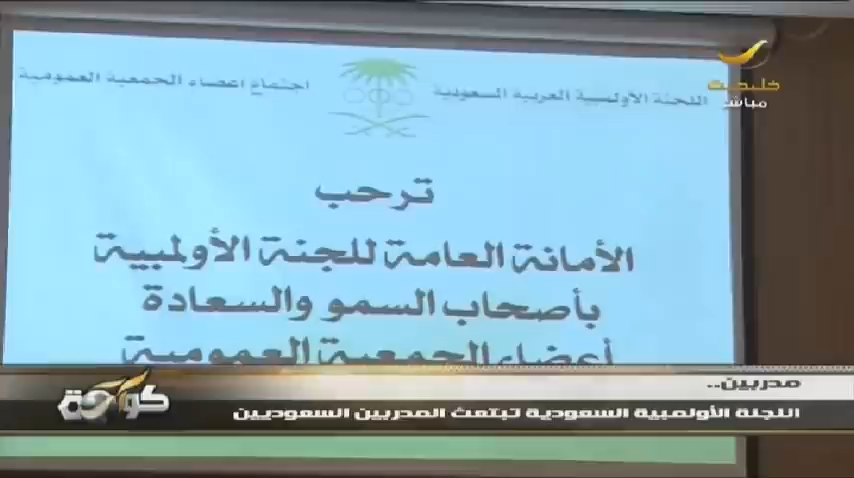 اللجنة الأولمبية العربية السعودية
اجتماع اعضاء الجمعية العمومية
خليجية
مباشر
ترحب
الأمانة العامة للجنة الأولمبية
بأصحاب السمو والسعادة
أعضاء الجمعية العمومية
مدربين..
كورة
اللجنة الأولمبية السعودية تبتعث المدربين السعوديين